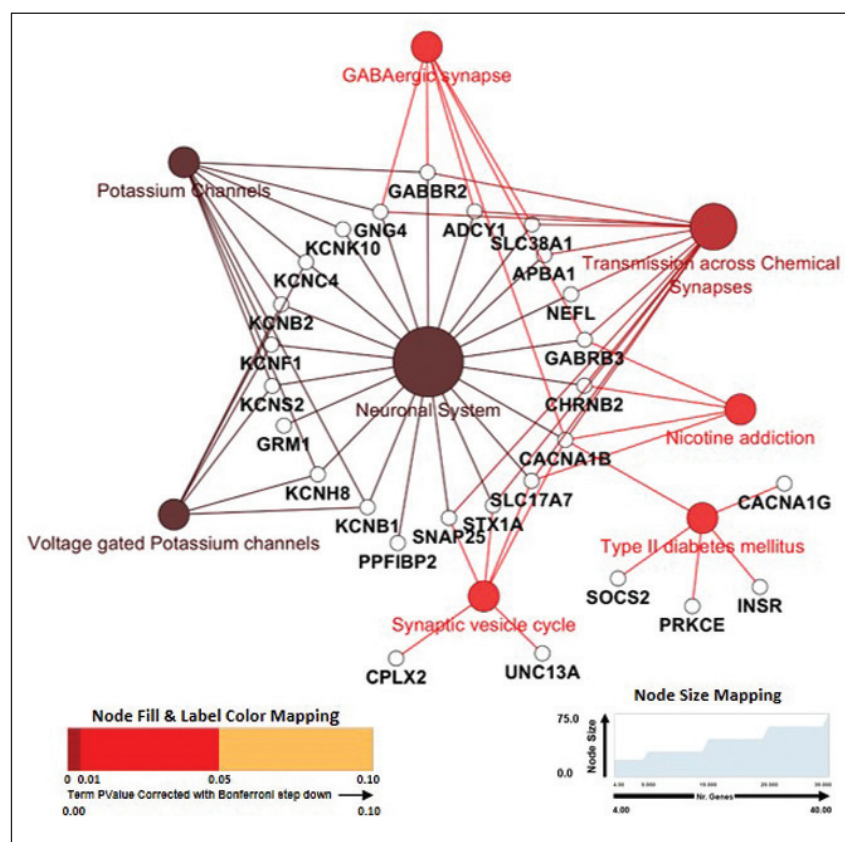 GABAergic synapse
Potassium Channels
GABBR2
GNG4
ADCY1
KCNK10
SLC38A1
Transmission across Chemical
Synapses
APBA1
KCNC4
NEFL
KCNB2
GABRB3
KCNF1
CHRNB2
KCNS2
Neuronal System
Nicotine addiction
GRM1
CACNA1B
KCNH8
SLC17A7
CACNA1G
KCNB1
SNAP25
STX1A
Voltage gated Potassium channels
Type II diabetes mellitus
PPFIBP2
SOCS2
INSR
PRKCE
Synaptic vesicle cycle
CPLX2
UNC13A
Node Fill & Label Color Mapping
0 0.01 0.05 0.10
Term PValue Corrected with Bonferroni step down
0.00 0.10
Node Size Mapping
75.0
Node Size
0.0
Nr. Genes
4.00 40.00